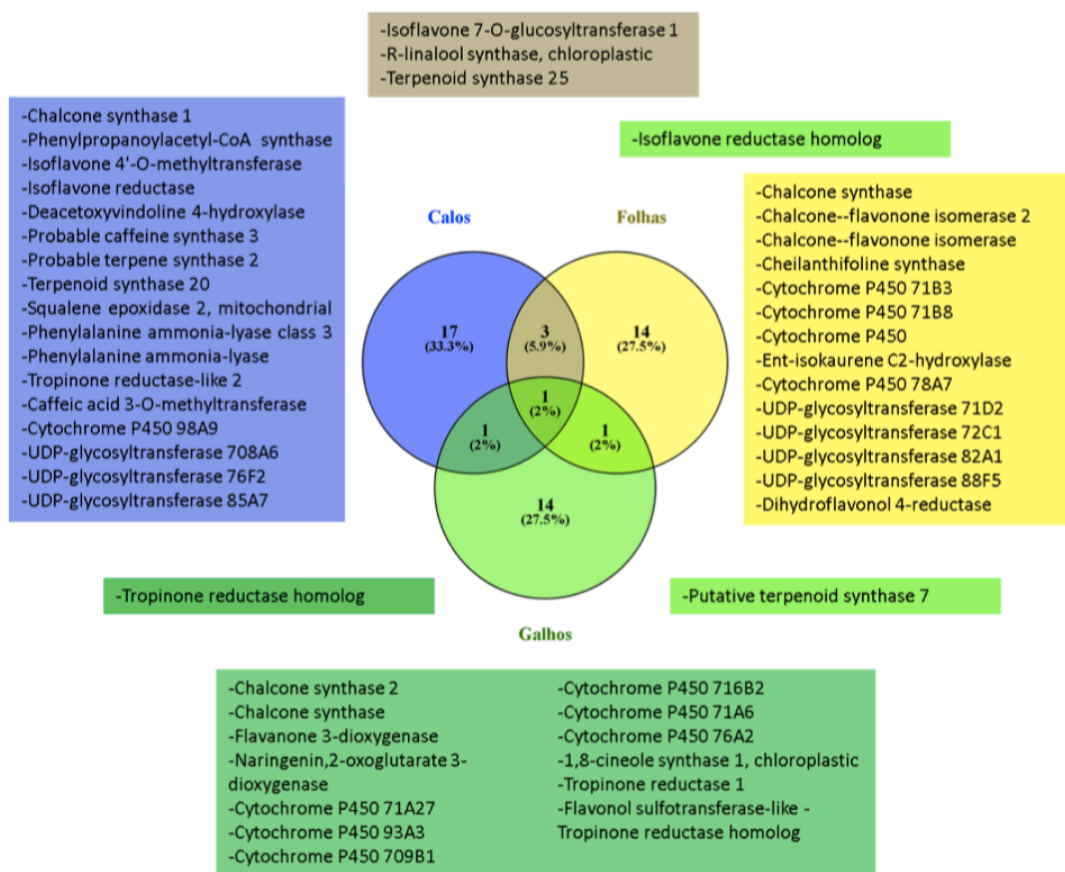 -Isoflavone 7-O-glucosyltransferase 1
-R-linalool synthase, chloroplastic
-Terpenoid synthase 25
-Chalcone synthase 1
-Phenylpropanoylacetyl-CoA synthase
-Isoflavone 4'-O-methyltransferase
-Isoflavone reductase
-Deacetoxyvindoline 4-hydroxylase
-Probable caffeine synthase 3
-Probable terpene synthase 2
-Terpenoid synthase 20
-Squalene epoxidase 2, mitochondrial
-Phenylalanine ammonia-lyase class 3
-Phenylalanine ammonia-lyase
-Tropinone reductase-like 2
-Caffeic acid 3-O-methyltransferase
-Cytochrome P450 98A9
-UDP-glycosyltransferase 708A6
-UDP-glycosyltransferase 76F2
-UDP-glycosyltransferase 85A7
-Isoflavone reductase homolog
-Chalcone synthase
-Chalcone--flavonone isomerase 2
-Chalcone--flavonone isomerase
-Cheilanthifoline synthase
-Cytochrome P450 71B3
-Cytochrome P450 71B8
-Cytochrome P450
-Ent-isokaurene C2-hydroxylase
-Cytochrome P450 78A7
-UDP-glycosyltransferase 71D2
-UDP-glycosyltransferase 72C1
-UDP-glycosyltransferase 82A1
-UDP-glycosyltransferase 88F5
-Dihydroflavonol 4-reductase
Calos
Folhas
17
(33.3%)
3
(5.9%)
14
(27.5%)
1
(2%)
1
(2%)
1
(2%)
14
(27.5%)
Galhos
-Tropinone reductase homolog
-Putative terpenoid synthase 7
-Chalcone synthase 2
-Chalcone synthase
-Flavanone 3-dioxygenase
-Naringenin,2-oxoglutarate 3-
dioxygenase
-Cytochrome P450 71A27
-Cytochrome P450 93A3
-Cytochrome P450 709B1
-Cytochrome P450 716B2
-Cytochrome P450 71A6
-Cytochrome P450 76A2
-1,8-cineole synthase 1, chloroplastic
-Tropinone reductase 1
-Flavonol sulfotransferase-like -
Tropinone reductase homolog